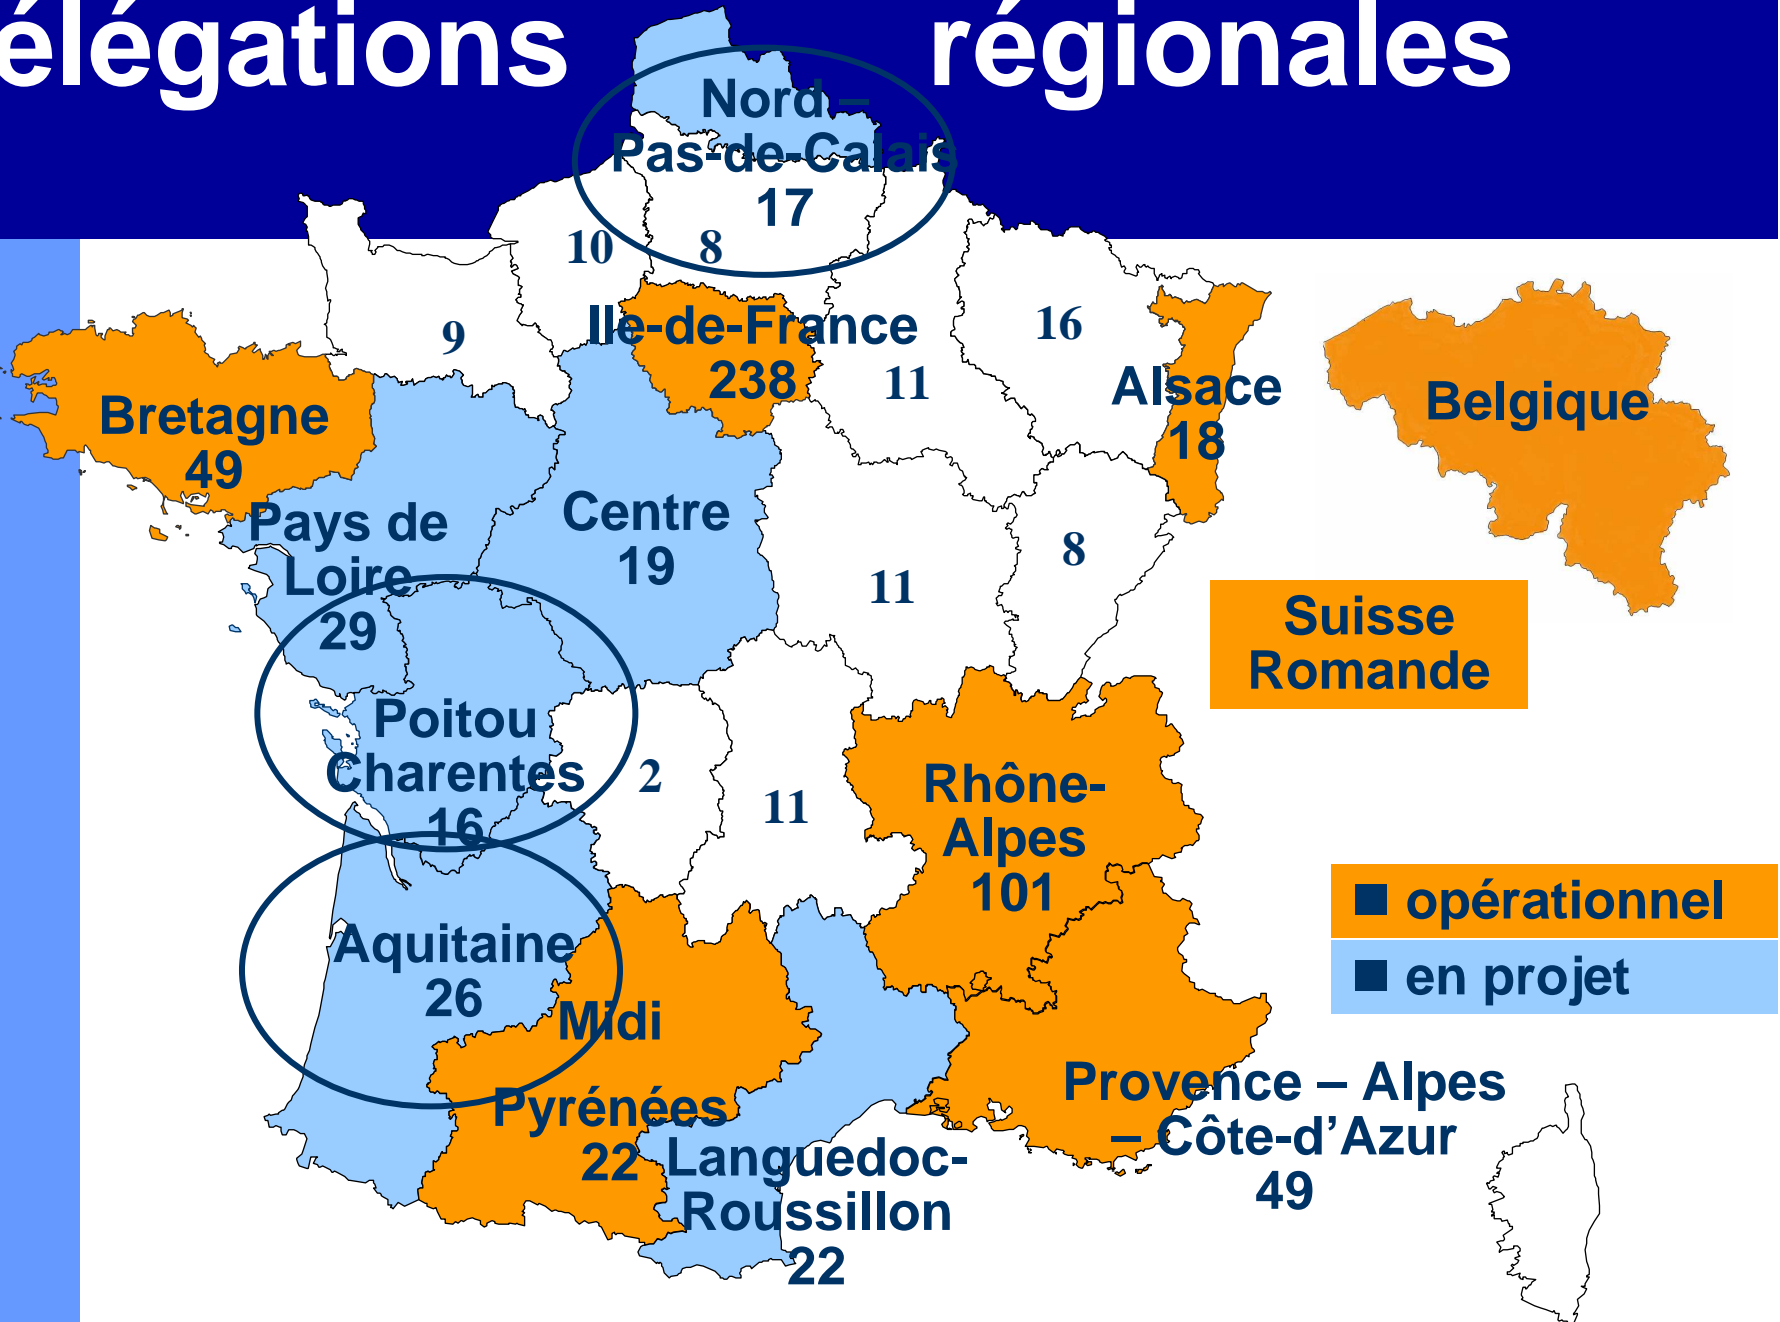 élégations régionales
Nord –
Pas-de-Calais
17
10
8
9
Ile-de-France
238
11
16
Alsace
18
Belgique
Bretagne
49
Pays de
Loire
29
Centre
19
11
8
Suisse
Romande
Poitou
Charentes
16
2
11
Rhône-
Alpes
101
opérationnel
en projet
Aquitaine
26
Midi
Pyrénées
22
Languedoc-
Roussillon
22
Provence – Alpes
– Côte-d’Azur
49